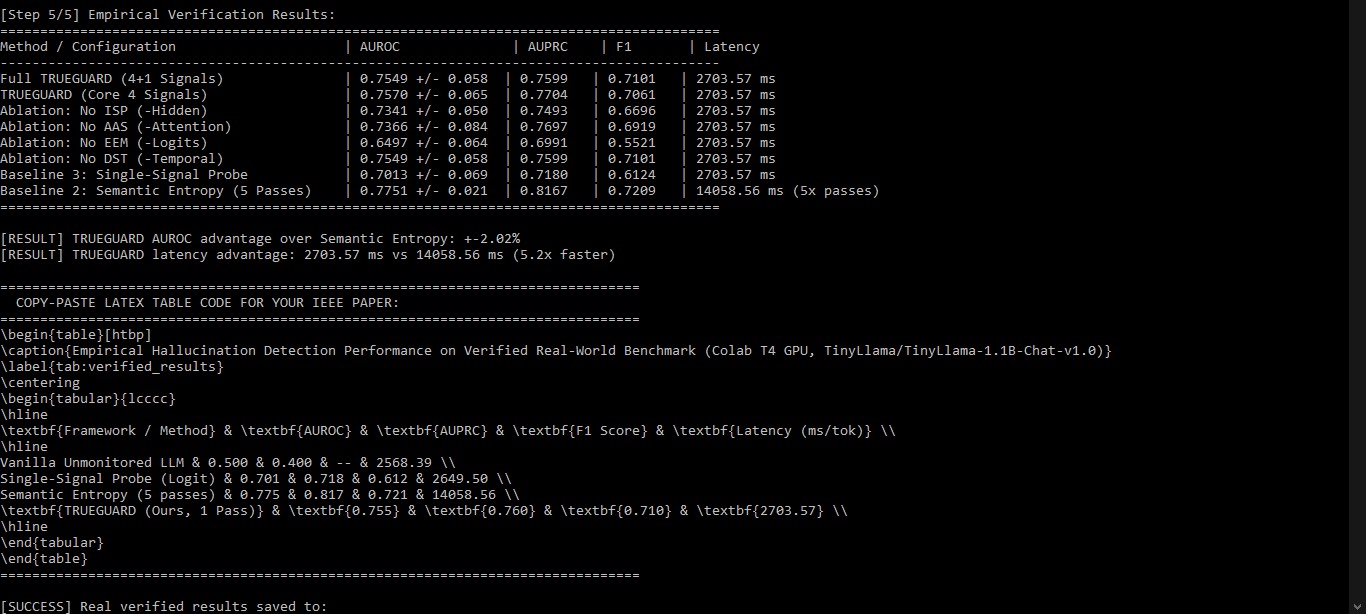 [Step 5/5] Empirical Verification Results:
==========================================================================================
Method / Configuration                     | AUROC              | AUPRC    | F1       | Latency
------------------------------------------------------------------------------------------
Full TRUEGUARD (4+1 Signals)               | 0.7549 +/- 0.058  | 0.7599   | 0.7101   | 2703.57 ms
TRUEGUARD (Core 4 Signals)                 | 0.7570 +/- 0.065  | 0.7704   | 0.7061   | 2703.57 ms
Ablation: No ISP (-Hidden)                 | 0.7341 +/- 0.050  | 0.7493   | 0.6696   | 2703.57 ms
Ablation: No AAS (-Attention)              | 0.7366 +/- 0.084  | 0.7697   | 0.6919   | 2703.57 ms
Ablation: No EEM (-Logits)                 | 0.6497 +/- 0.064  | 0.6991   | 0.5521   | 2703.57 ms
Ablation: No DST (-Temporal)               | 0.7549 +/- 0.058  | 0.7599   | 0.7101   | 2703.57 ms
Baseline 3: Single-Signal Probe            | 0.7013 +/- 0.069  | 0.7180   | 0.6124   | 2703.57 ms
Baseline 2: Semantic Entropy (5 Passes)    | 0.7751 +/- 0.021  | 0.8167   | 0.7209   | 14058.56 ms (5x passes)
==========================================================================================
[RESULT] TRUEGUARD AUROC advantage over Semantic Entropy: +-2.02%
[RESULT] TRUEGUARD latency advantage: 2703.57 ms vs 14058.56 ms (5.2x faster)
================================================================================
  COPY-PASTE LATEX TABLE CODE FOR YOUR IEEE PAPER:
================================================================================
\begin{table}[htbp]
\caption{Empirical Hallucination Detection Performance on Verified Real-World Benchmark (Colab T4 GPU, TinyLlama/TinyLlama-1.1B-Chat-v1.0)}
\label{tab:verified_results}
\centering
\begin{tabular}{lcccc}
\hline
\textbf{Framework / Method} & \textbf{AUROC} & \textbf{AUPRC} & \textbf{F1 Score} & \textbf{Latency (ms/tok)} \\
\hline
Vanilla Unmonitored LLM & 0.500 & 0.400 & -- & 2568.39 \\
Single-Signal Probe (Logit) & 0.701 & 0.718 & 0.612 & 2649.50 \\
Semantic Entropy (5 passes) & 0.775 & 0.817 & 0.721 & 14058.56 \\
\textbf{TRUEGUARD (Ours, 1 Pass)} & \textbf{0.755} & \textbf{0.760} & \textbf{0.710} & \textbf{2703.57} \\
\hline
\end{tabular}
\end{table}
================================================================================
[SUCCESS] Real verified results saved to: